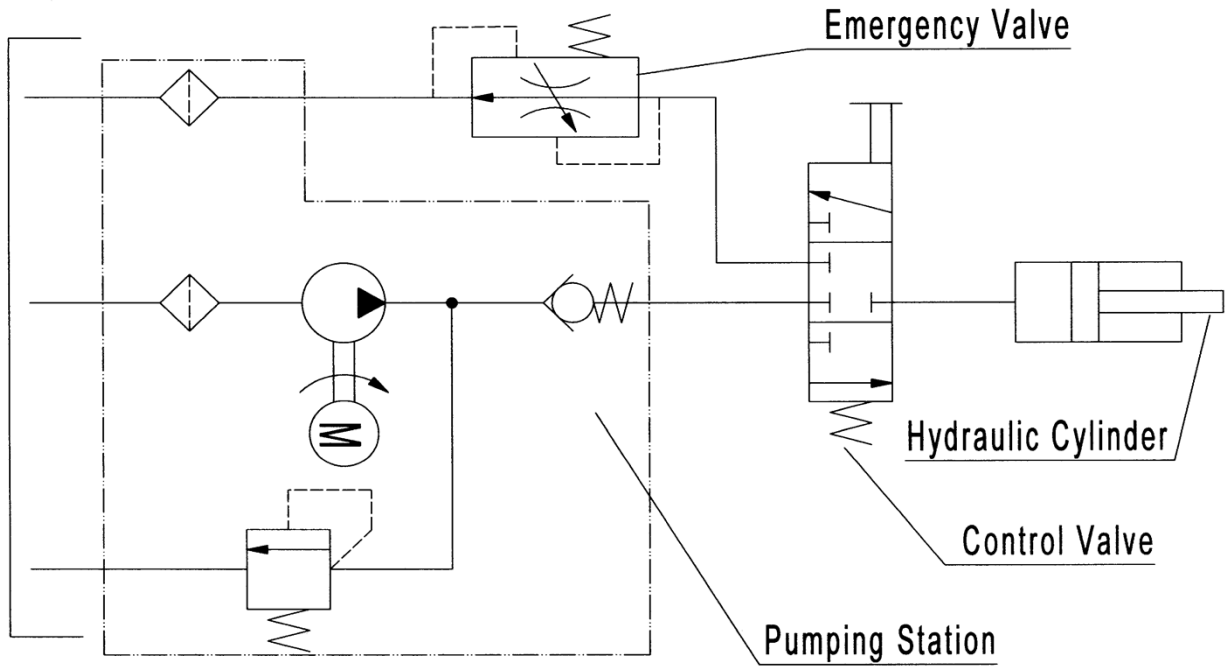 Emergency Valve
M
Hydraulic Cylinder
Control Valve
Pumping Station